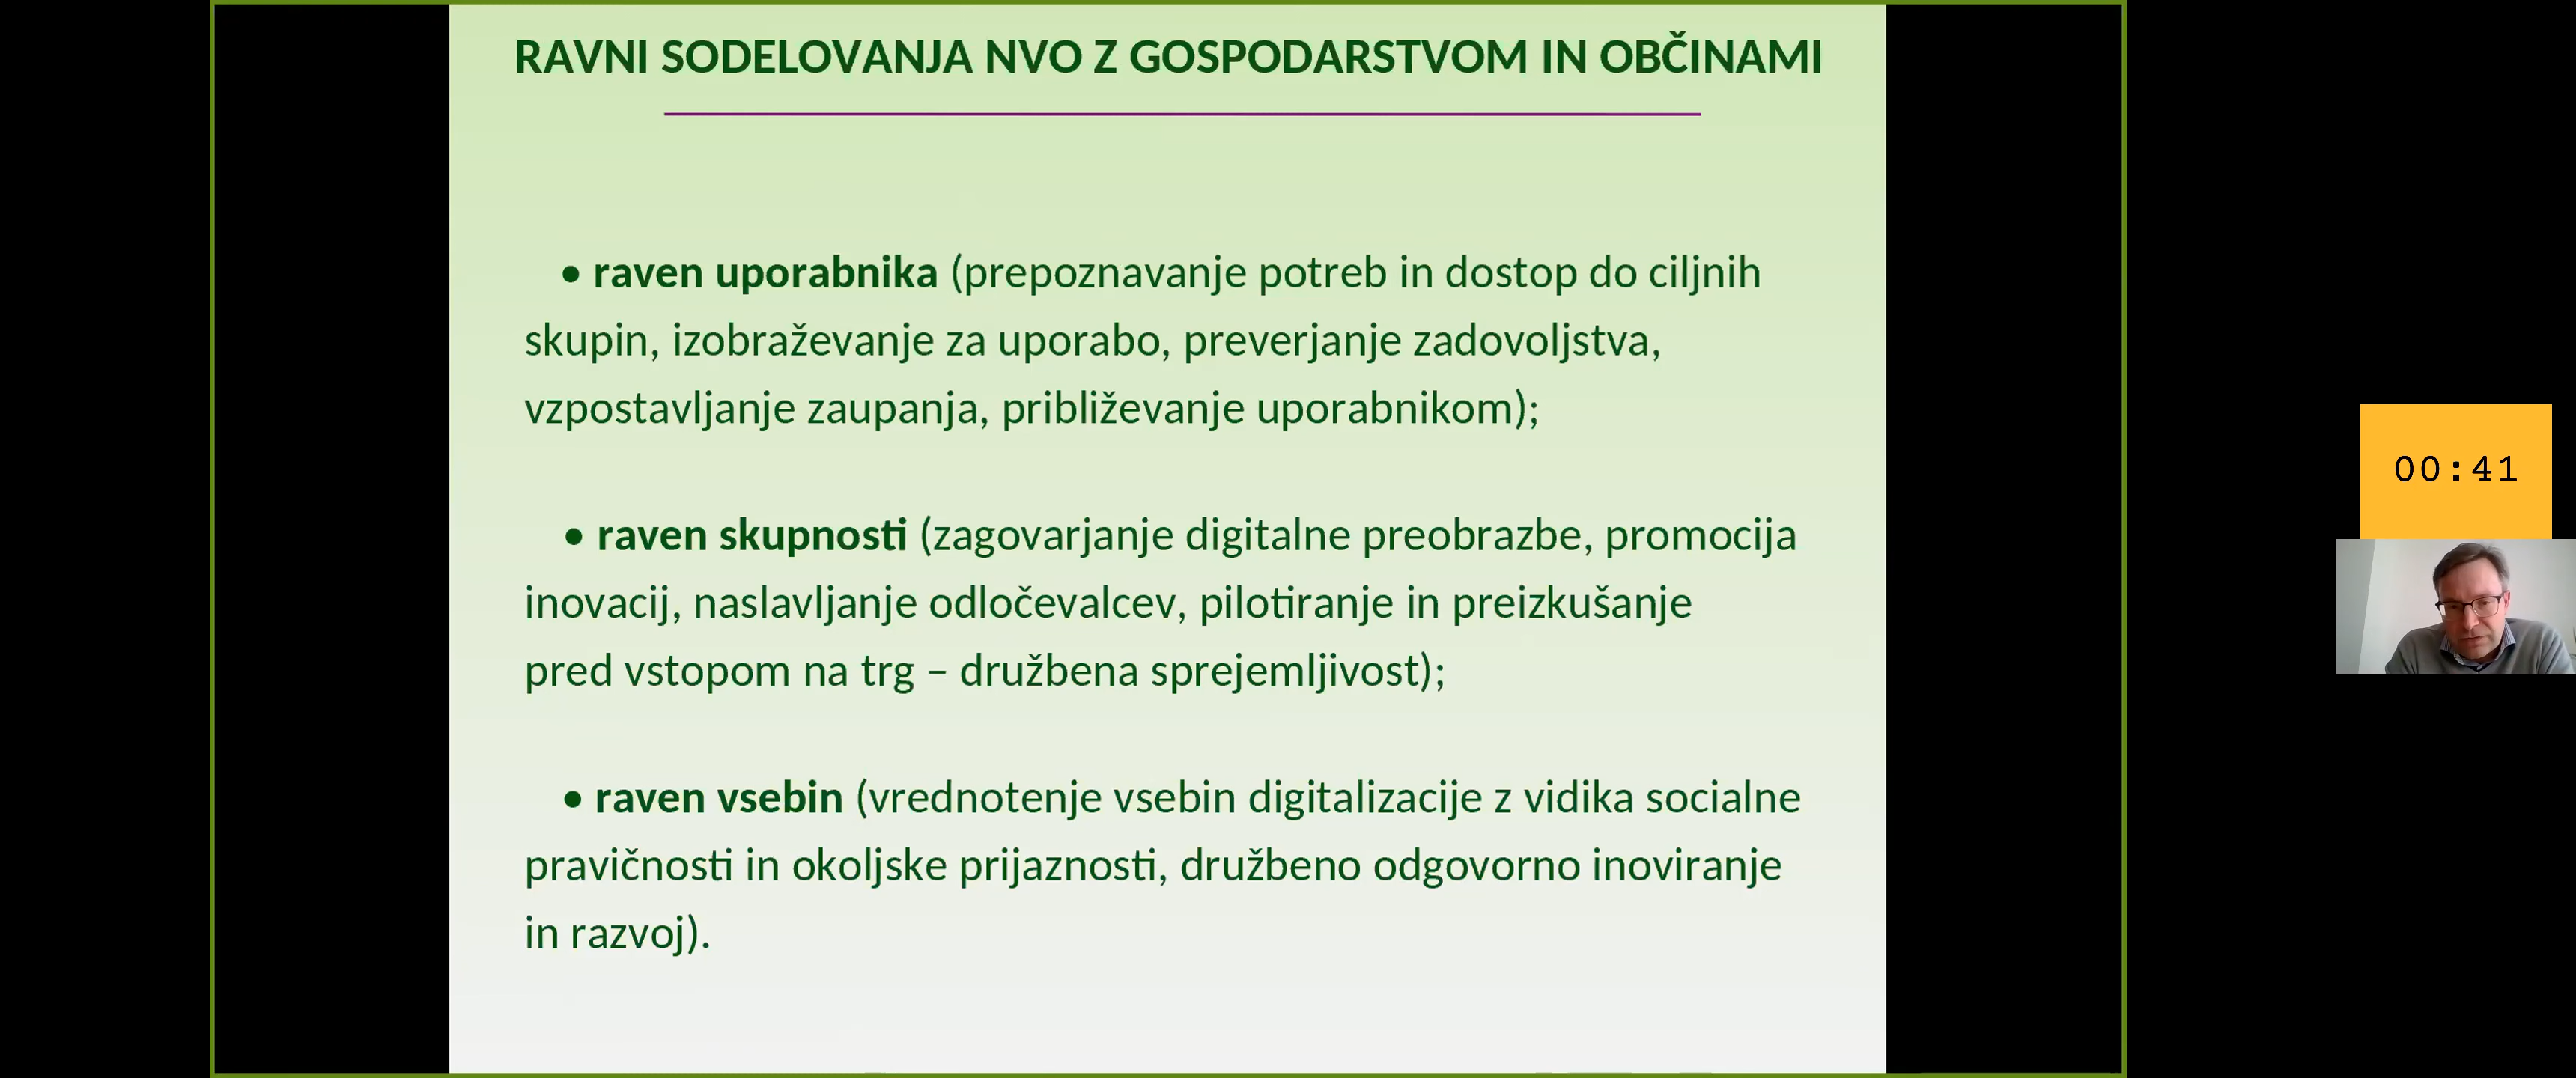 RAVNI SODELOVANJA NVO Z GOSPODARSTVOM IN OBČINAMI
• raven uporabnika (prepoznavanje potreb in dostop do ciljnih
skupin, izobraževanje za uporabo, preverjanje zadovoljstva,
vzpostavljanje zaupanja, približevanje uporabnikom);
• raven skupnosti (zagovarjanje digitalne preobrazbe, promocija
inovacij, naslavljanje odločevalcev, pilotiranje in preizkušanje
pred vstopom na trg – družbena sprejemljivost);
• raven vsebin (vrednotenje vsebin digitalizacije z vidika socialne
pravičnosti in okoljske prijaznosti, družbeno odgovorno inoviranje
in razvoj).
00:41